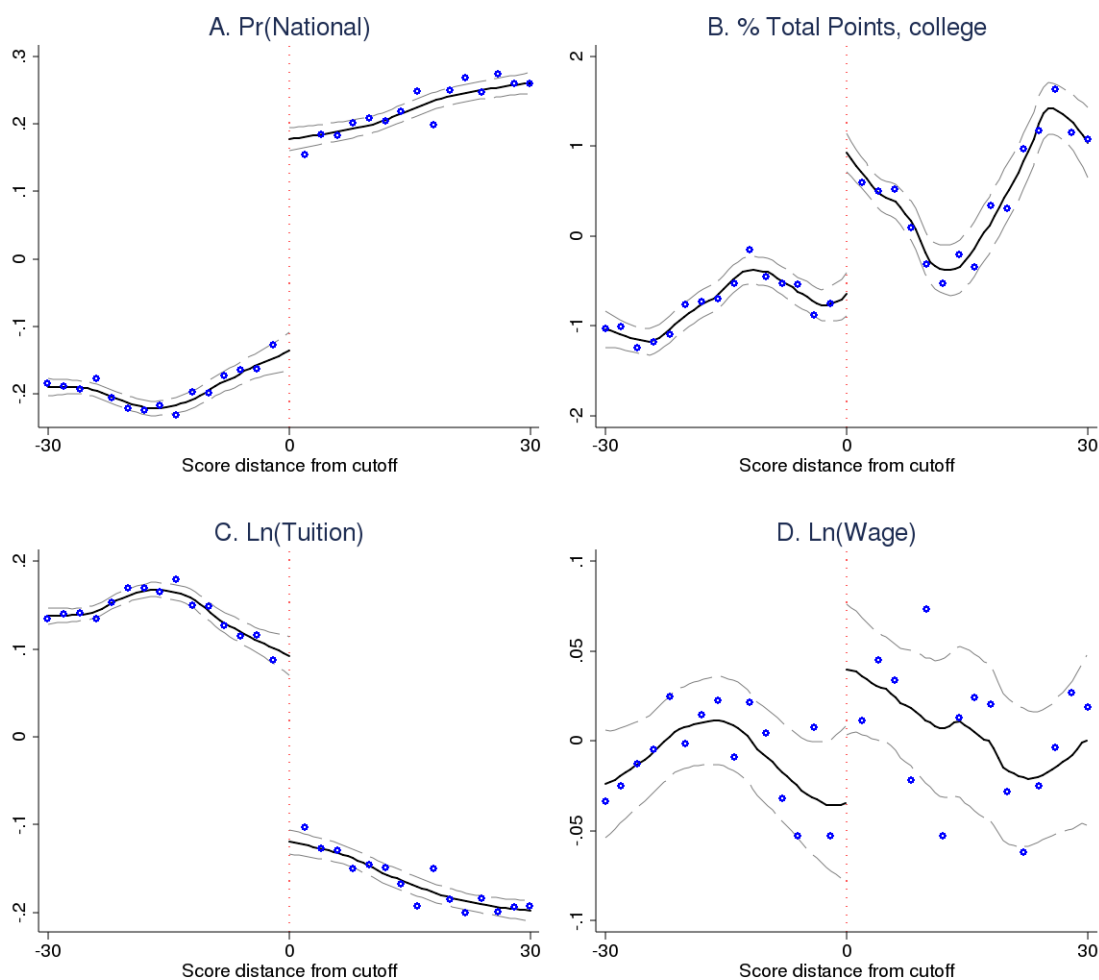 A. Pr(National)
.3
.2
.1
0
-.1
-.2
-30 0 30
Score distance from cutoff
B. % Total Points, college
2
1
0
-.1
-2
-30 0 30
Score distance from cutoff
C. Ln(Tuition)
.2
.1
0
-.1
-.2
-30 0 30
Score distance from cutoff
D. Ln(Wage)
.1
.05
0
-.05
-.1
-30 0 30
Score distance from cutoff